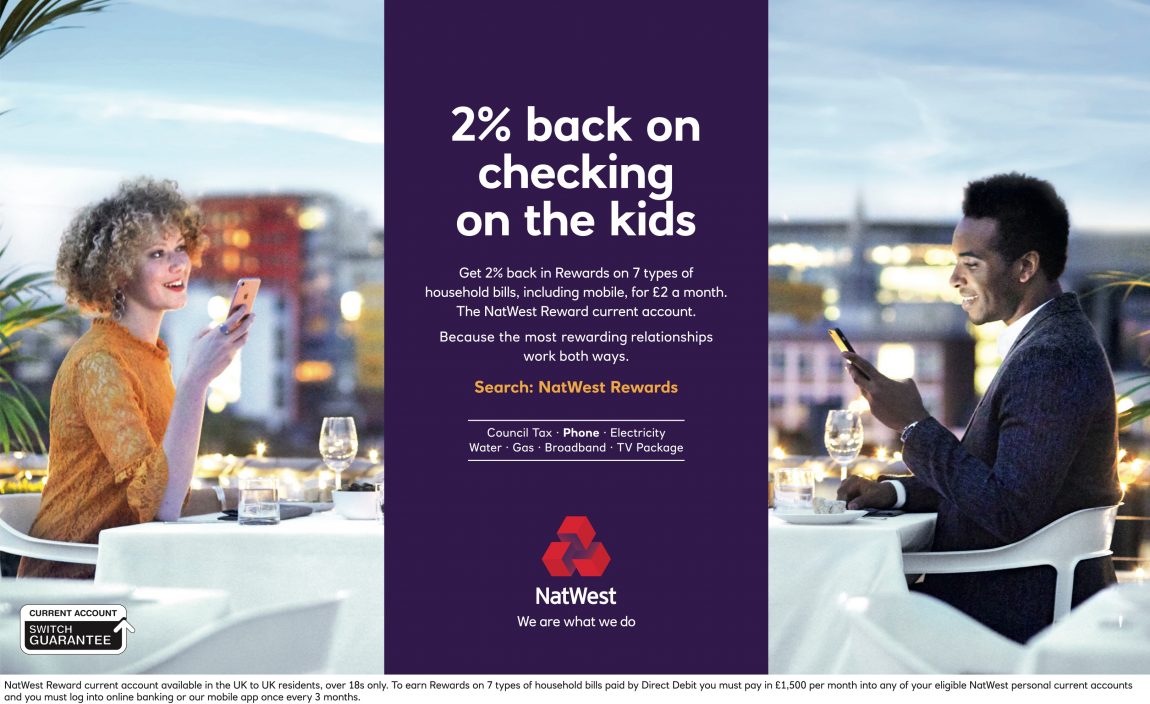 2% back on
checking
on the kids
Get 2% back in Rewards on 7 types of
household bills, including mobile, for £2 a month.
The NatWest Reward current account.
Because the most rewarding relationships
work both ways.
Search: NatWest Rewards
Council Tax · Phone · Electricity
Water · Gas · Broadband · TV Package
NatWest
We are what we do
CURRENT ACCOUNT
SWITCH
GUARANTEE
NatWest Reward current account available in the UK to UK residents, over 18s only. To earn Rewards on 7 types of household bills paid by Direct Debit you must pay in £1,500 per month into any of your eligible NatWest personal current accounts
and you must log into online banking or our mobile app once every 3 months.